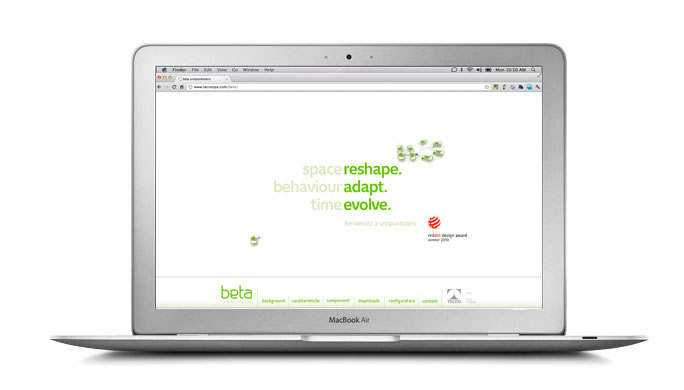 Finder File Edit View Go Window Help
Mon 20:50 AM
beta.unopuntozero
www.tecnospa.com/beta/
space reshape.
behaviour adapt.
time evolve.
Benvenuto a unopuntozero
reddot design award
winner 2010
beta
background caratteristiche componenti downloads configuratore contatti
TECNO
MacBook Air